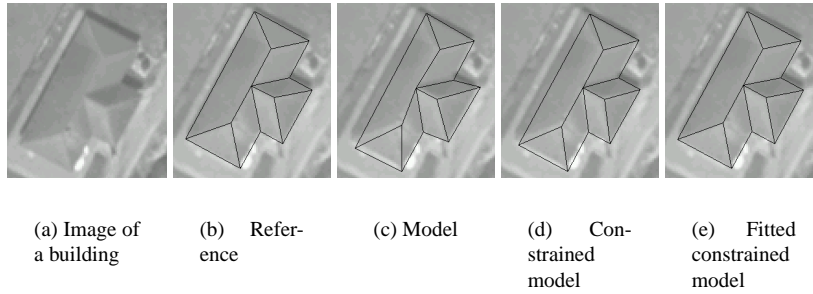 (a) Image of
a building
(b) Refer-
ence
(c) Model
(d) Con-
strained
model
(e) Fitted
constrained
model